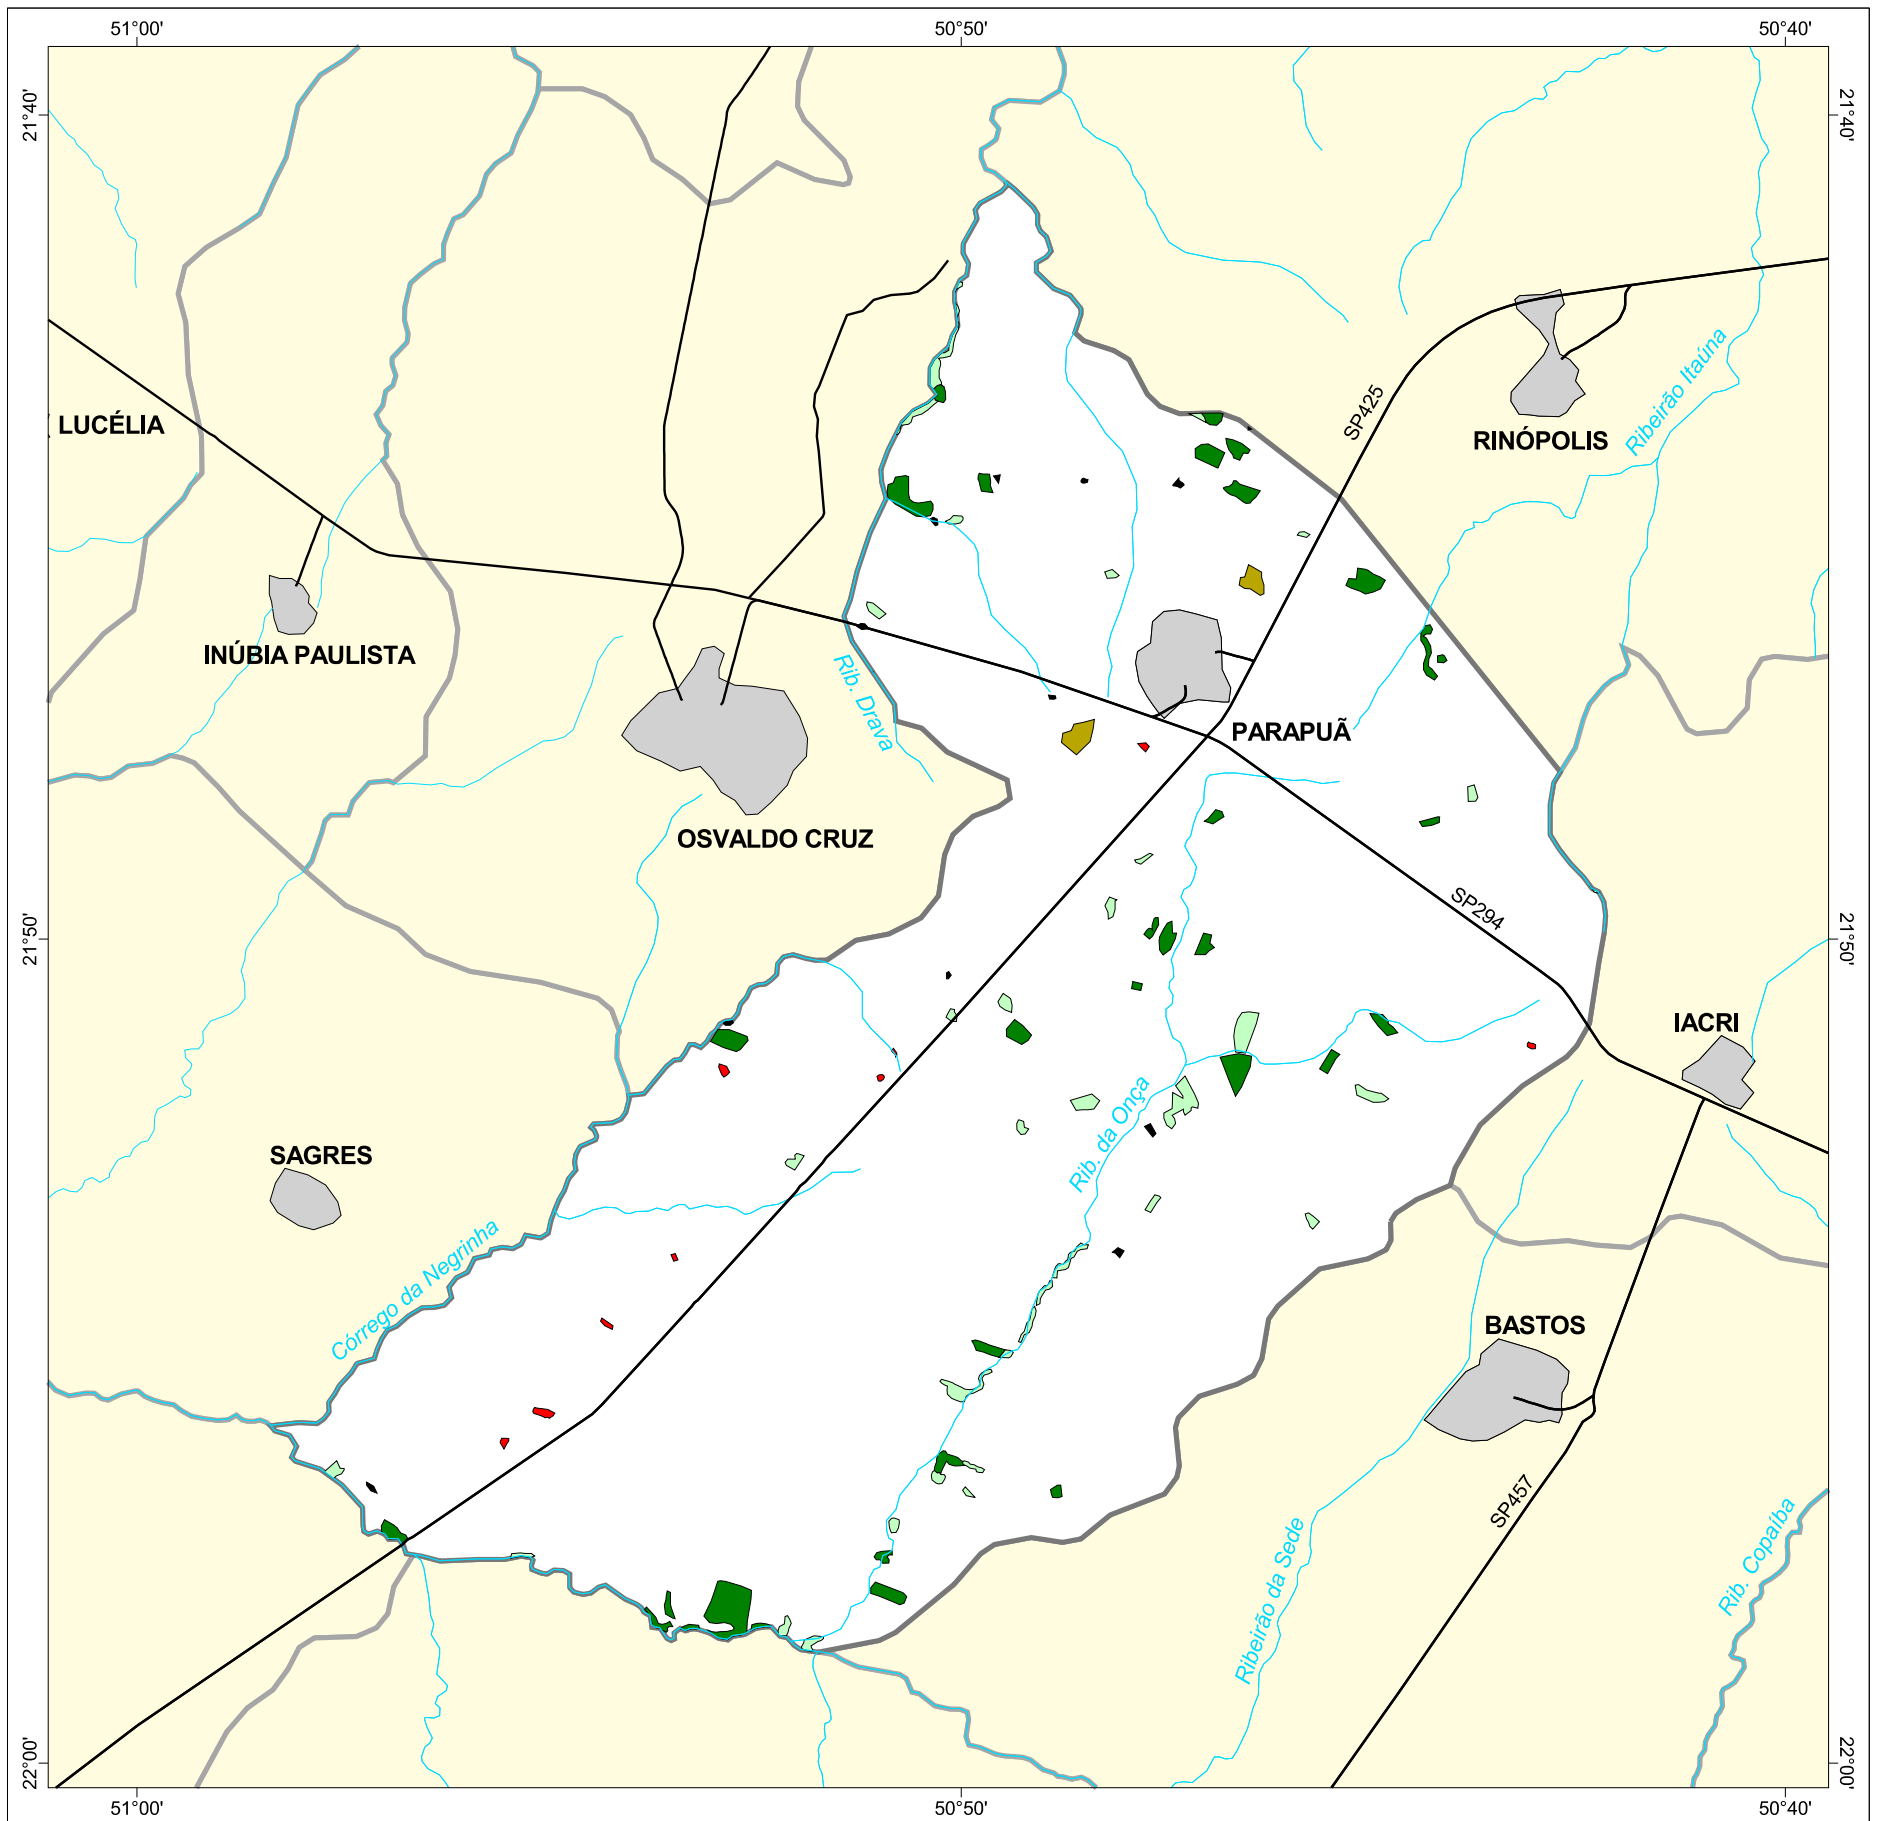 51°00'
50°50'
50°40'
21°40'
21°40'
SP425
Ribeirão Itaúna
LUCÉLIA
RINÓPOLIS
INÚBIA PAULISTA
Rib. Drava
PARAPUÃ
OSVALDO CRUZ
SP294
21°50'
21°50'
IACRI
Rib. da Onça
SAGRES
Córrego da Negrinha
BASTOS
SP457
Ribeirão da Sede
Rib. Copaíba
22°00'
22°00'
51°00'
50°50'
50°40'